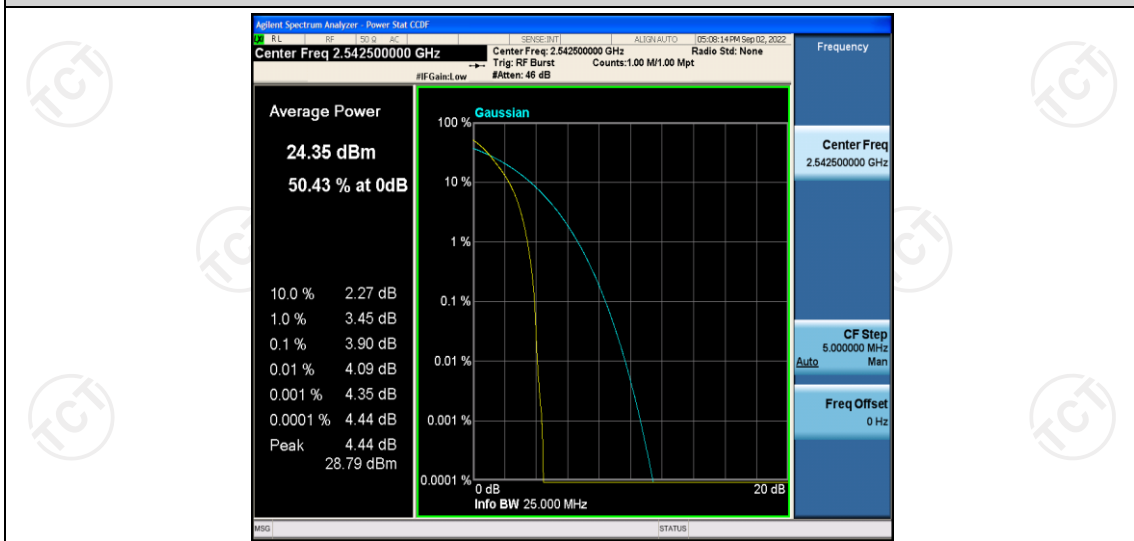 Agilent Spectrum Analyzer - Power Stat CCDF
RL RF 50 Ω AC SENSE:INT ALIGN AUTO 05:08:14 PM Sep 02, 2022
Center Freq 2.542500000 GHz
Center Freq: 2.542500000 GHz Radio Std: None
Trig: RF Burst Counts:1.00 M/1.00 Mpt
#IFGain:Low #Atten: 46 dB
Frequency
Average Power
24.35 dBm
50.43 % at 0dB
10.0 % 2.27 dB
1.0 % 3.45 dB
0.1 % 3.90 dB
0.01 % 4.09 dB
0.001 % 4.35 dB
0.0001 % 4.44 dB
Peak 4.44 dB
28.79 dBm
Gaussian
100 %
10 %
1 %
0.1 %
0.01 %
0.001 %
0.0001 %
0 dB 20 dB
Info BW 25.000 MHz
Center Freq
2.542500000 GHz
CF Step
5.000000 MHz
Auto Man
Freq Offset
0 Hz
MSG STATUS
TCT
TCT
TCT
TCT
TCT
TCT